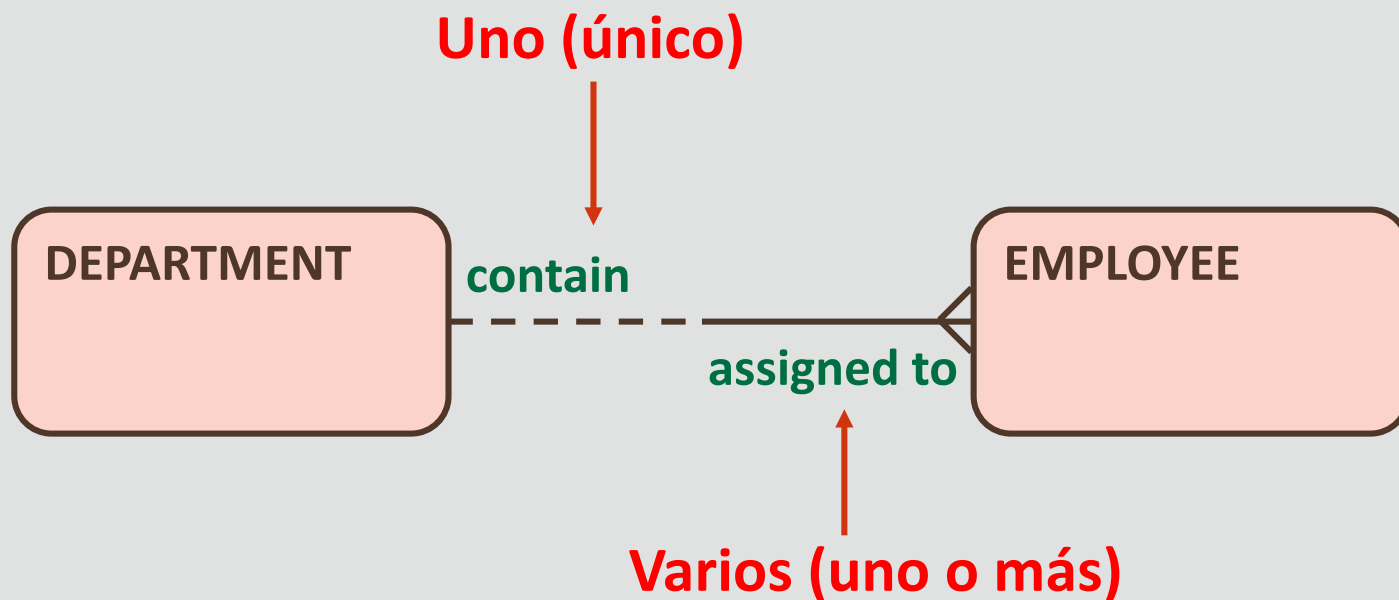 Uno (único)
DEPARTMENT
contain
EMPLOYEE
assigned to
Varios (uno o más)